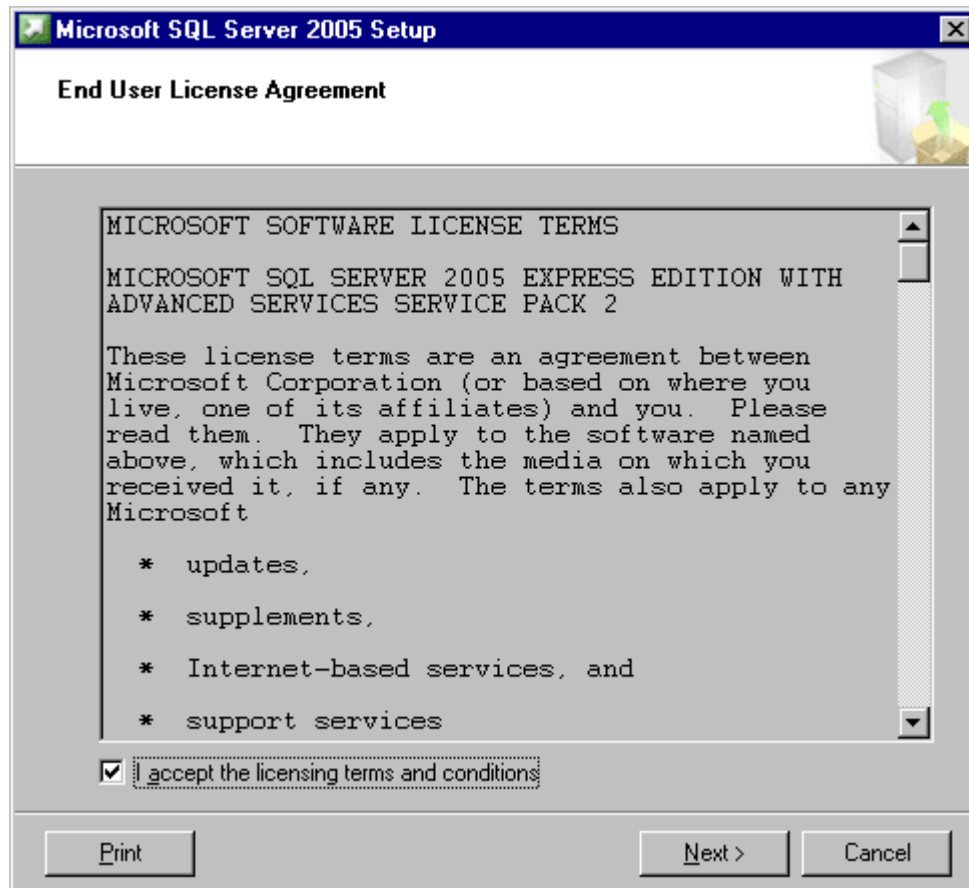 Microsoft SQL Server 2005 Setup
End User License Agreement
MICROSOFT SOFTWARE LICENSE TERMS
MICROSOFT SQL SERVER 2005 EXPRESS EDITION WITH
ADVANCED SERVICES SERVICE PACK 2
These license terms are an agreement between
Microsoft Corporation (or based on where you
live, one of its affiliates) and you.  Please
read them.  They apply to the software named
above, which includes the media on which you
received it, if any.  The terms also apply to any
Microsoft
* updates,
* supplements,
* Internet-based services, and
* support services
I accept the licensing terms and conditions
Print
Next >
Cancel